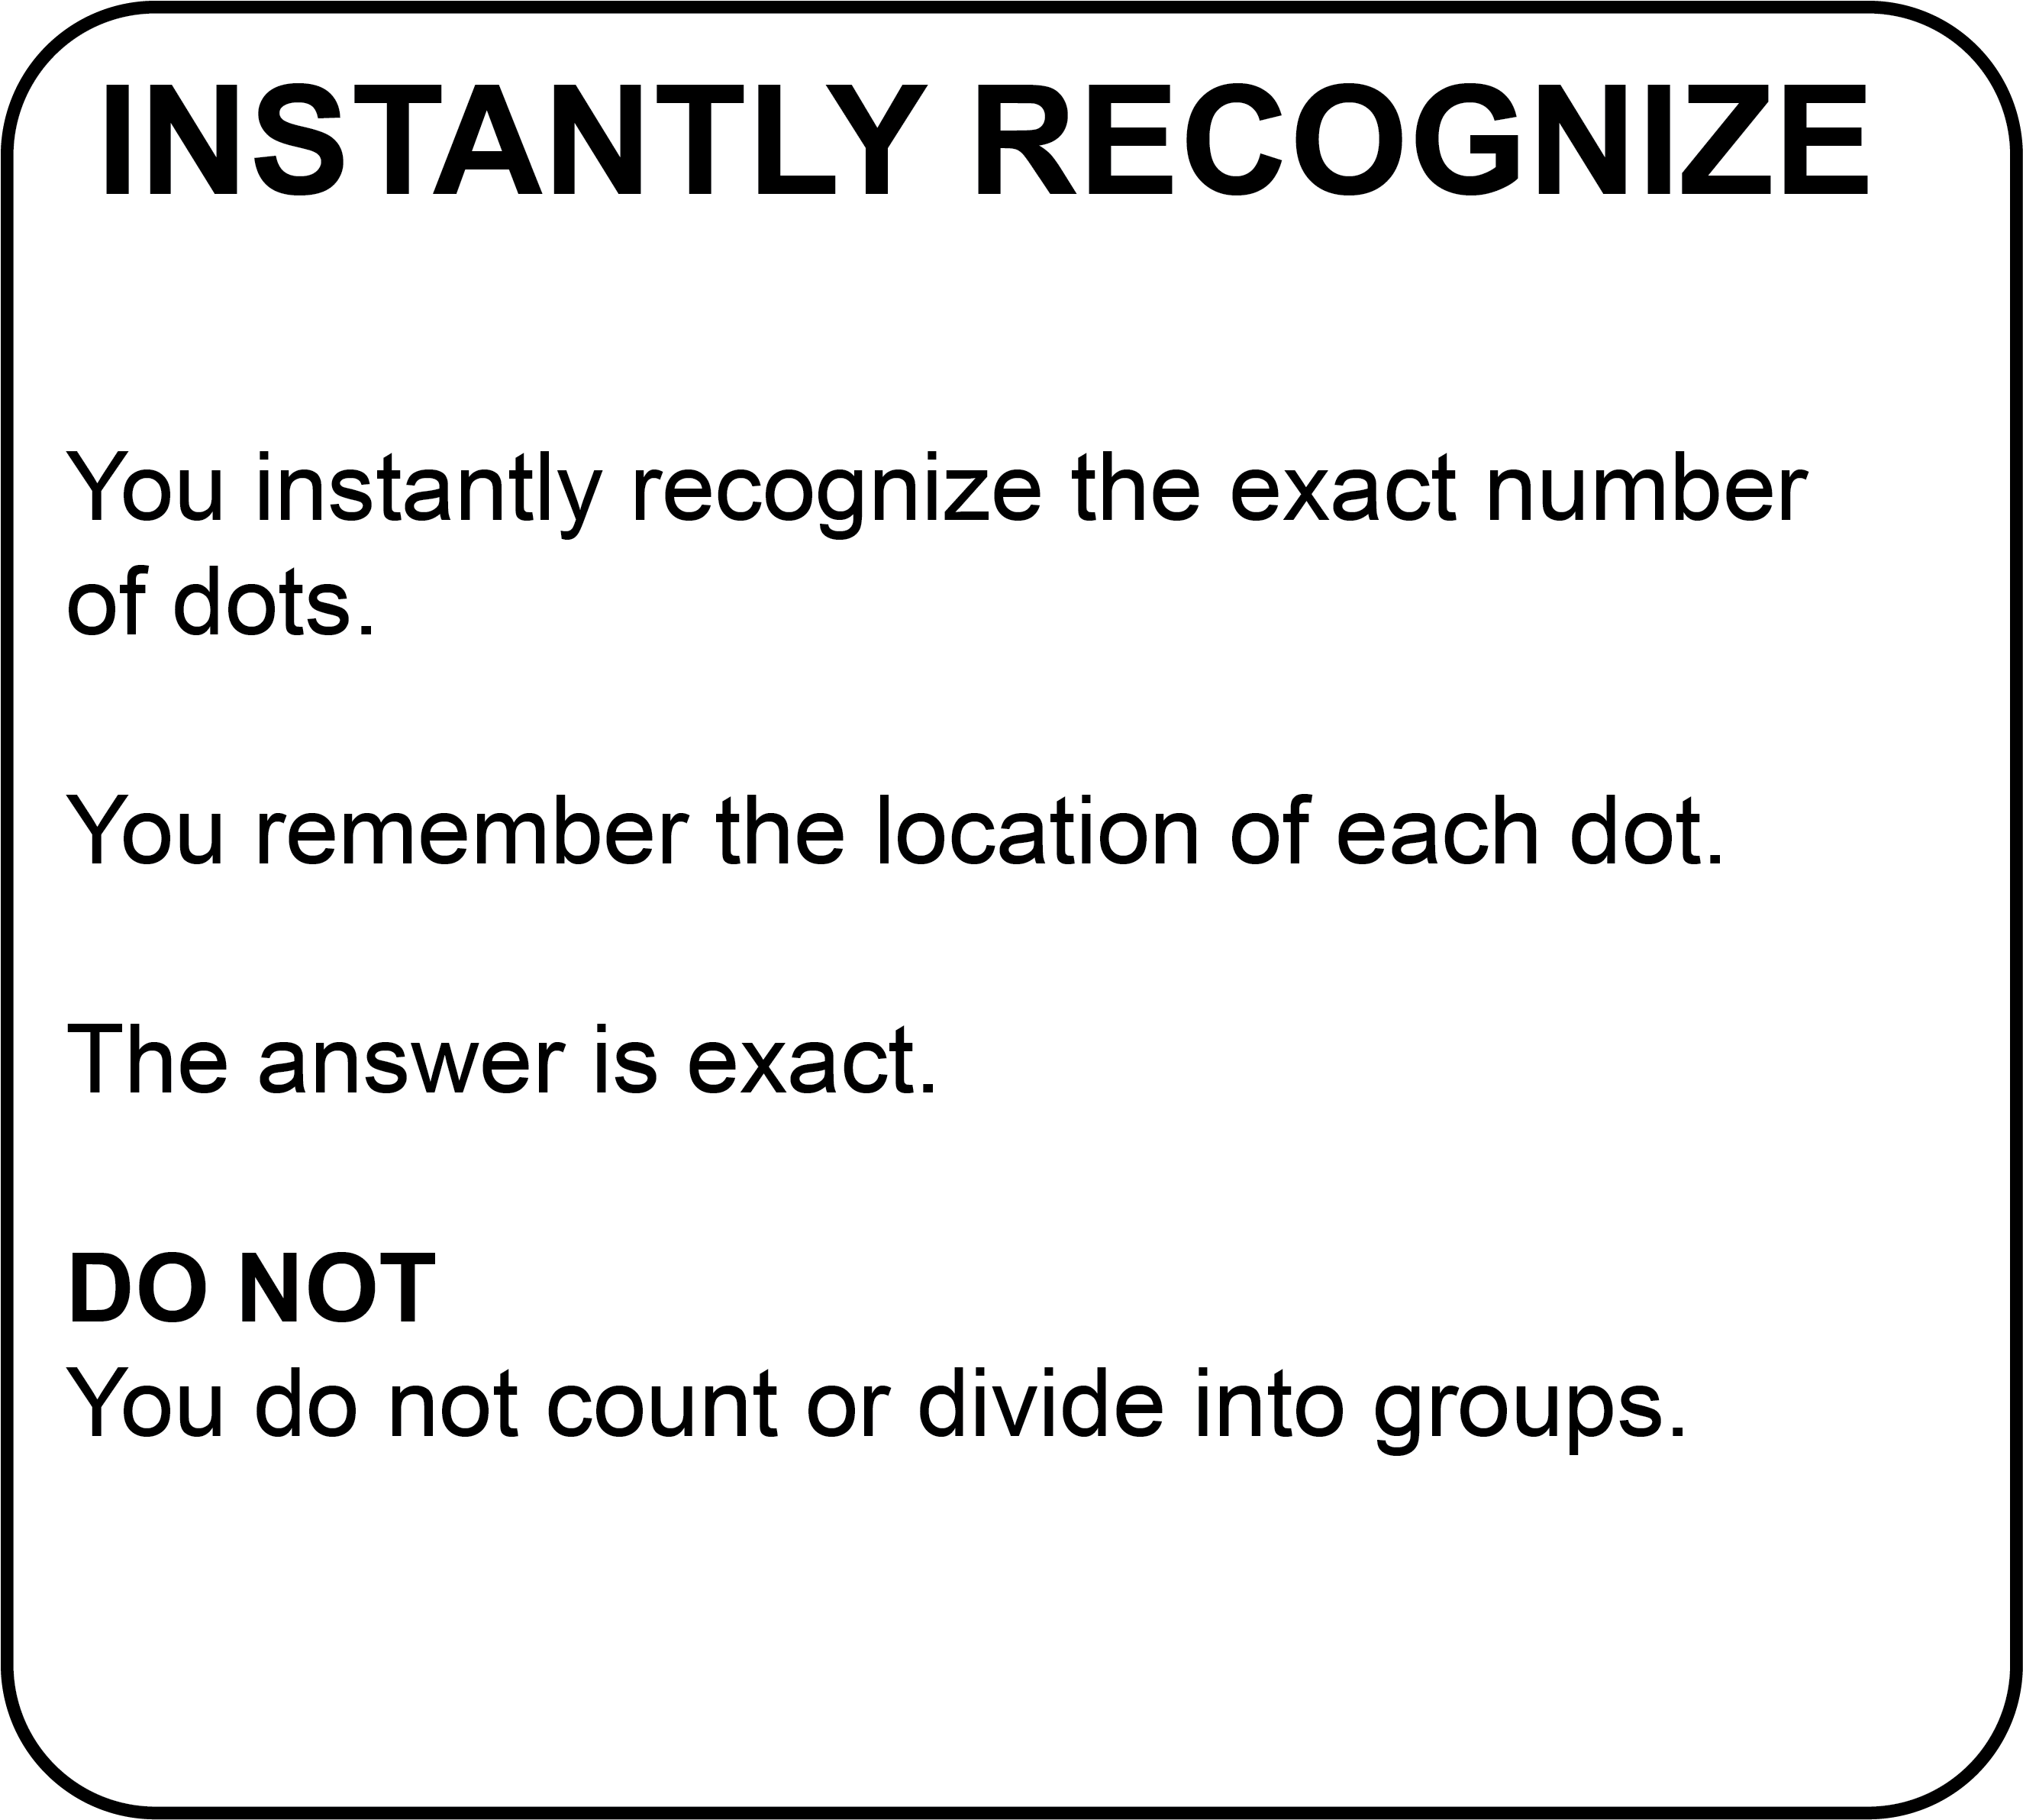 INSTANTLY RECOGNIZE
You instantly recognize the exact number
of dots.
You remember the location of each dot.
The answer is exact.
DO NOT
You do not count or divide into groups.